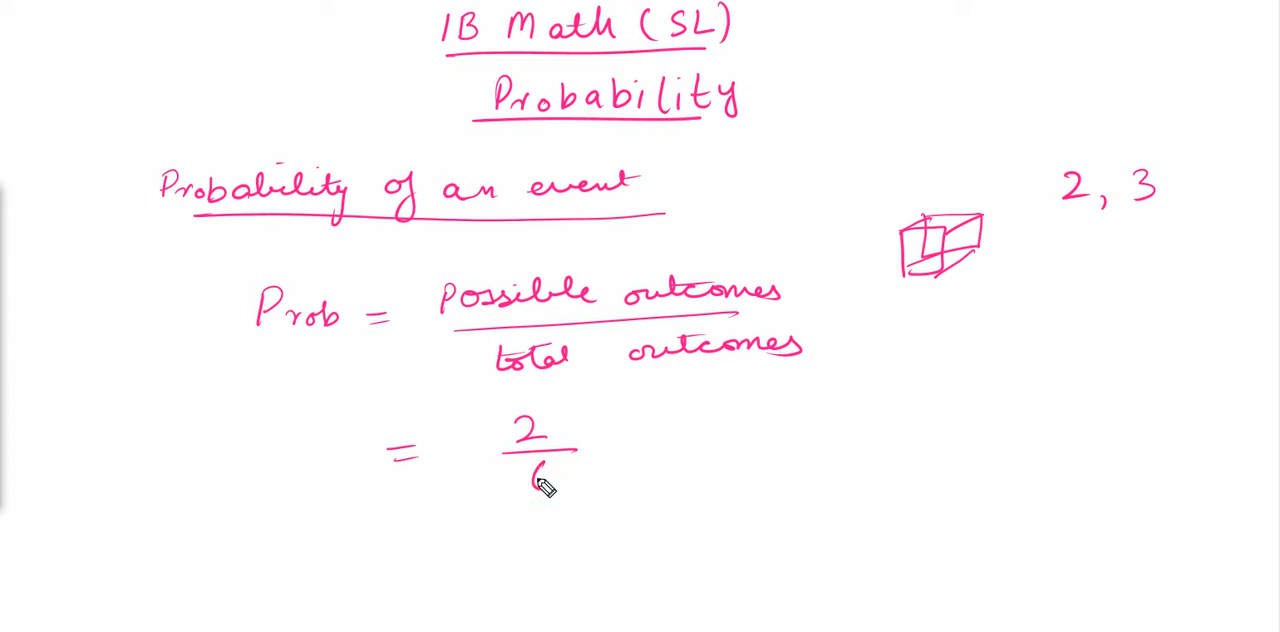 IB Math (SL)
Probability
Probability of an event
2, 3
Prob = possible outcomes
total outcomes
= 2
6